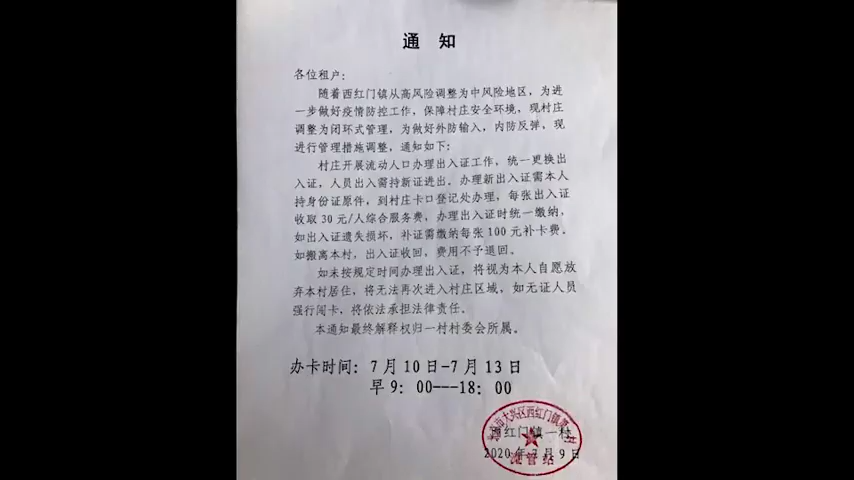 通 知
各位租户：
随着西红门镇从高风险调整为中风险地区，为进
一步做好疫情防控工作，保障村庄安全环境，现村庄
调整为闭环式管理，为做好外防输入，内防反弹，现
进行管理措施调整，通知如下：
村庄开展流动人口办理出入证工作，统一更换出
入证，人员出入需持新证进出。办理新出入证需本人
持身份证原件，到村庄卡口登记处办理，每张出入证
收取 30 元/人综合服务费，办理出入证时统一缴纳，
如出入证遗失损坏，补证需缴纳每张 100 元补卡费。
如搬离本村，出入证收回，费用不予退回。
如未按规定时间办理出入证，将视为本人自愿放
弃本村居住，将无法再次进入村庄区域，如无证人员
强行闯卡，将依法承担法律责任。
本通知最终解释权归一村村委会所属。
办卡时间：7 月 10 日-7 月 13 日
早 9：00---18：00
西红门镇一村
2020 年 7 月 9 日